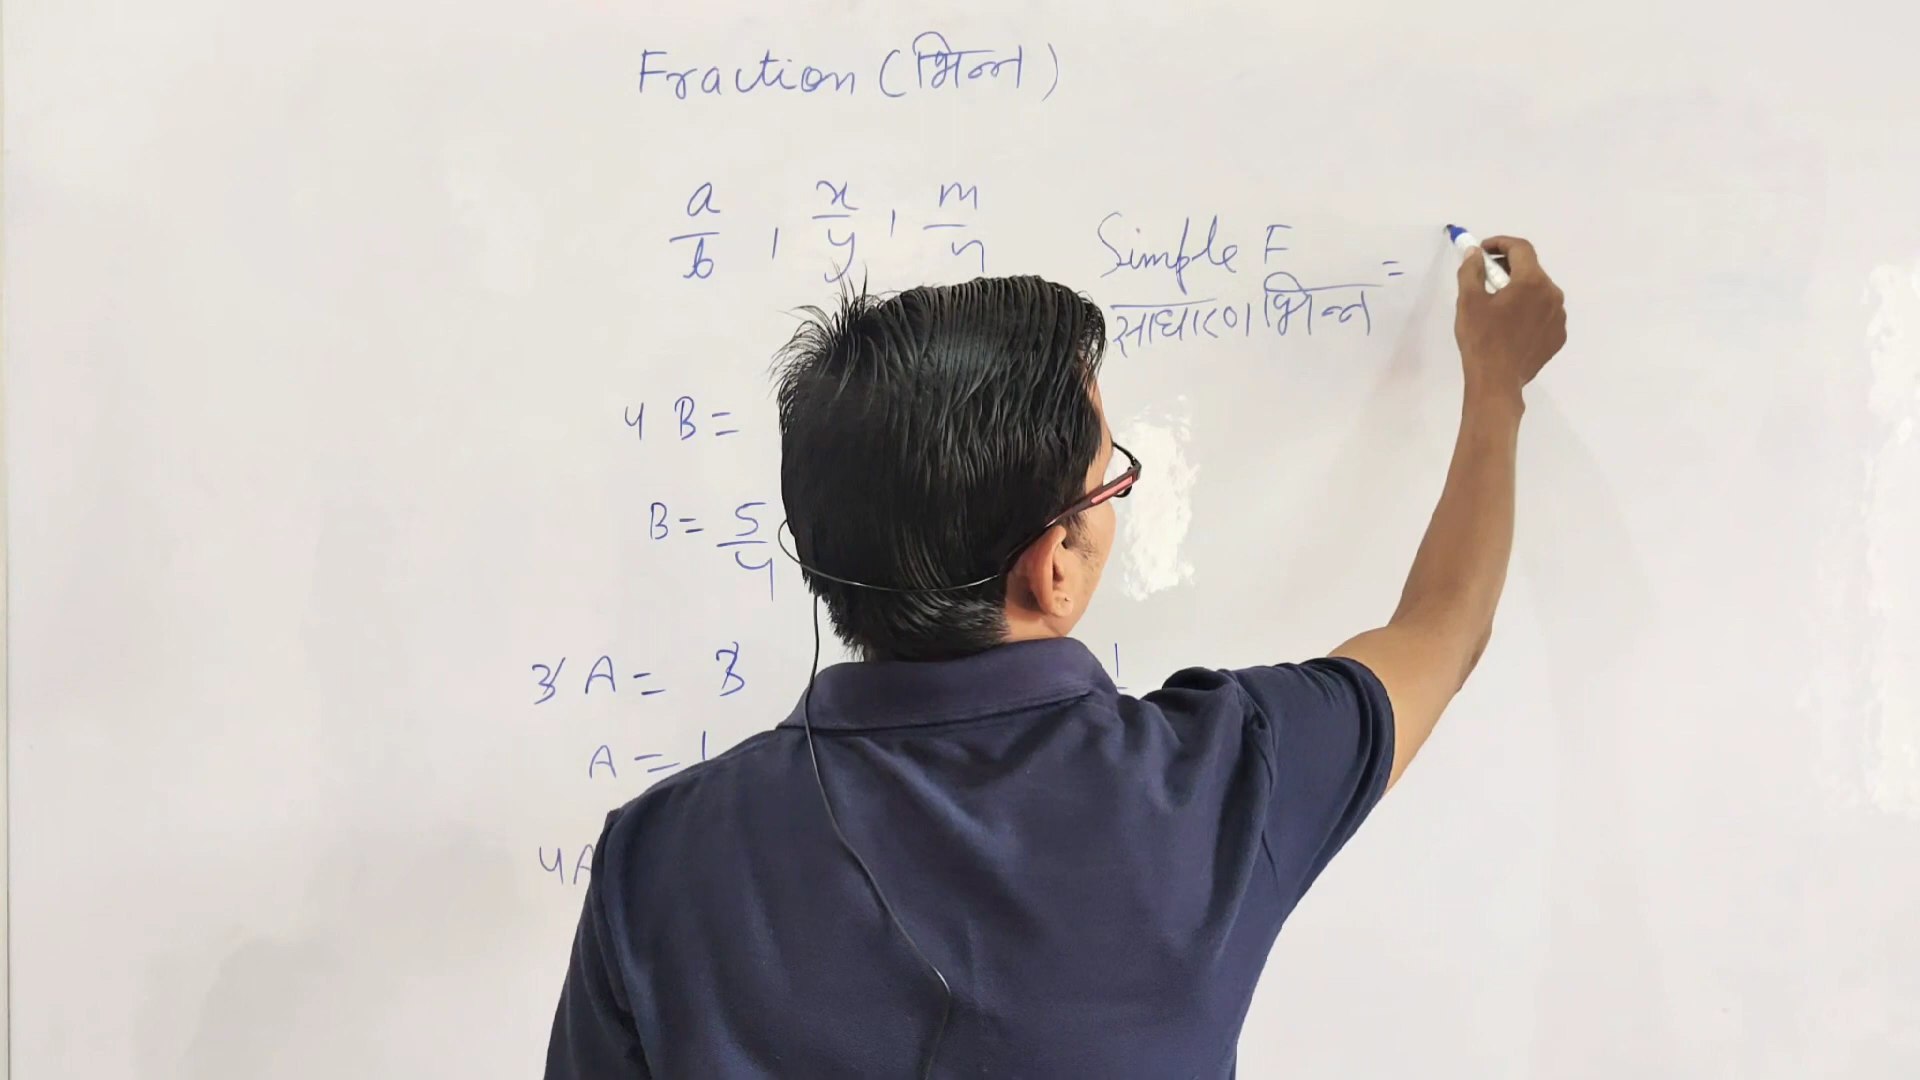 Fraction (भिन्न)
a/b , x/y , m/n
Simple F =
साधारण भिन्न
4 B =
B = 5/4
3 A = 3
A = 1
4A